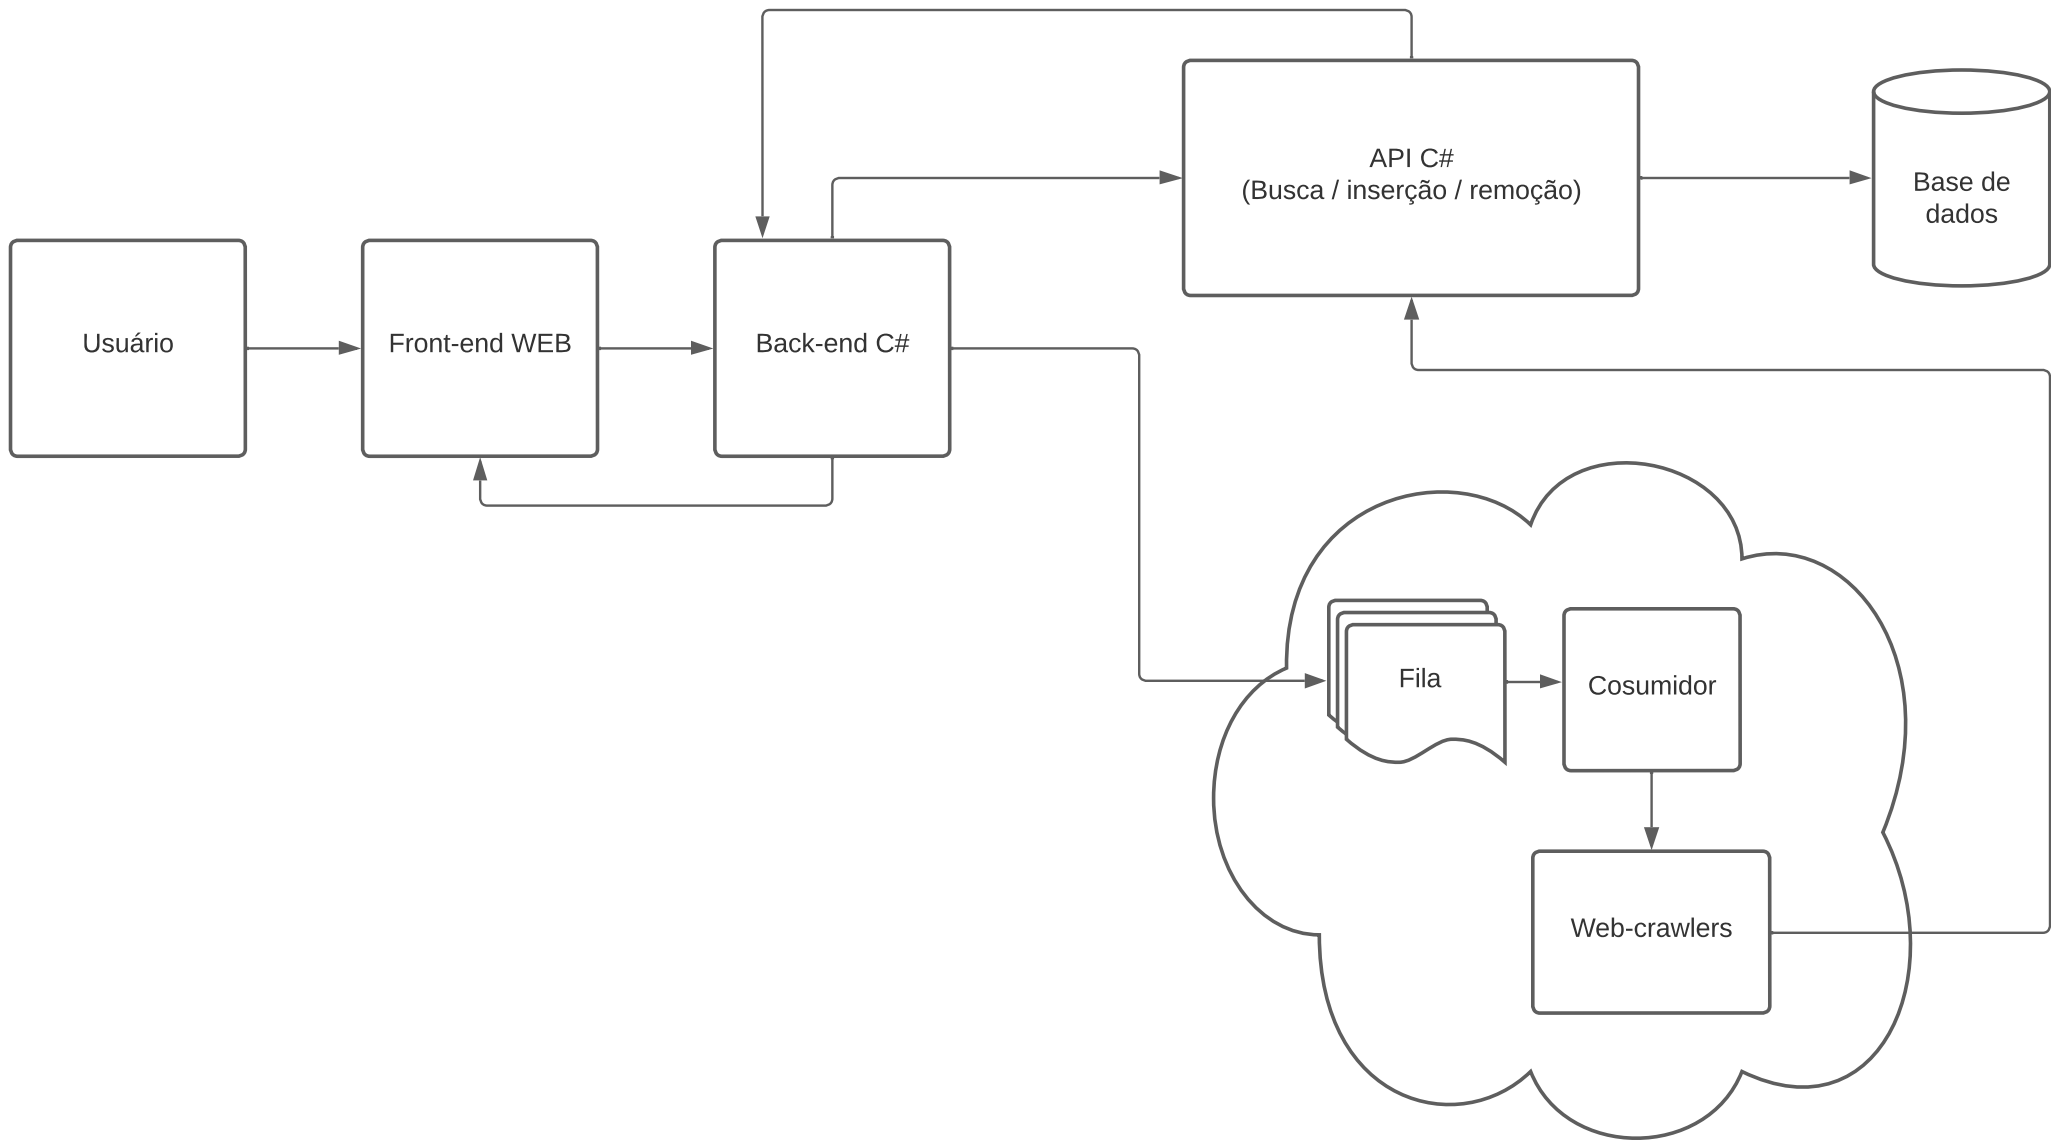 API C#
(Busca / inserção / remoção)
Base de
dados
Usuário
Front-end WEB
Back-end C#
Fila
Cosumidor
Web-crawlers